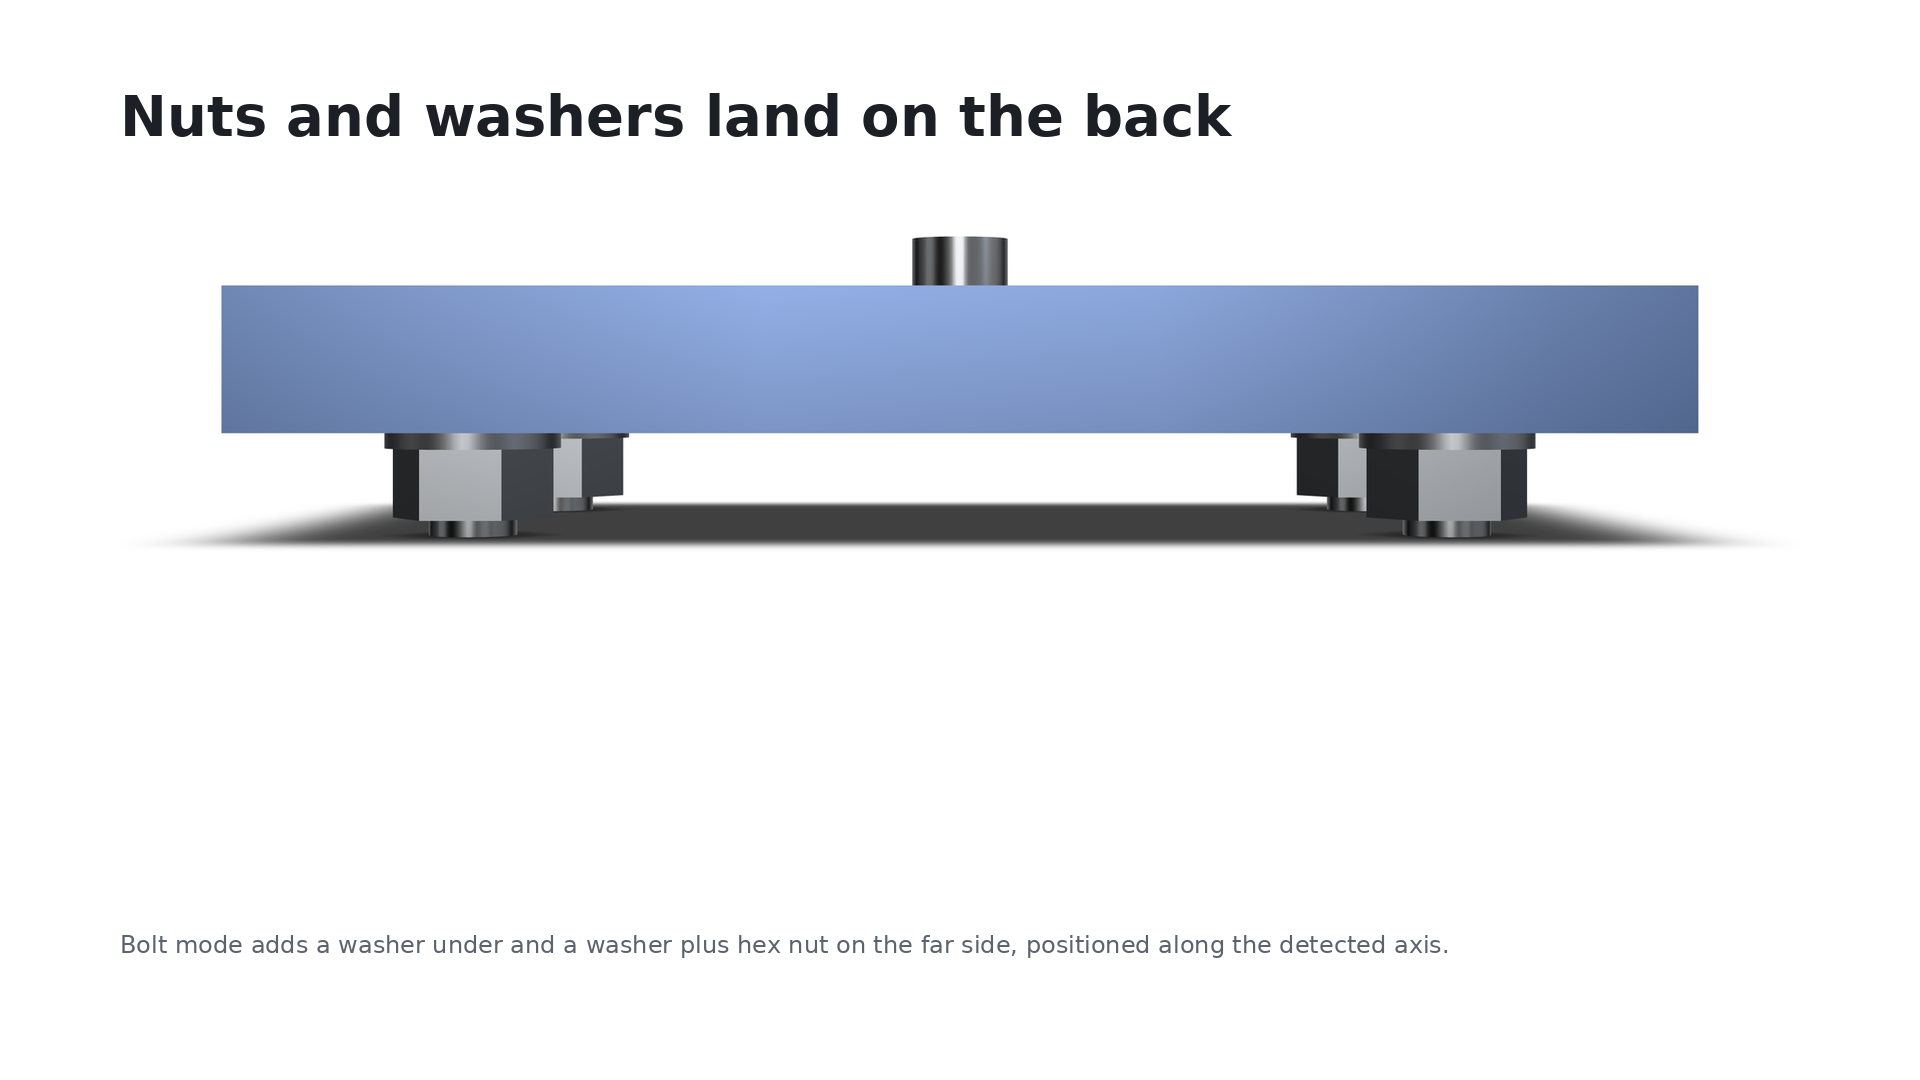 Nuts and washers land on the back
Bolt mode adds a washer under and a washer plus hex nut on the far side, positioned along the detected axis.